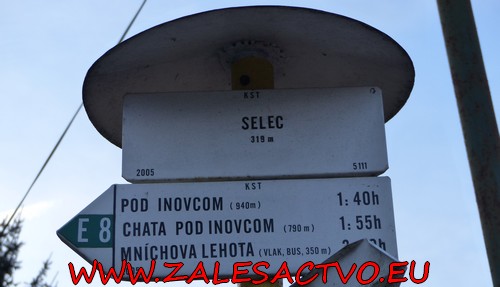 KST
SELEC
319 m
2005 5111
KST
POD INOVCOM (940m) 1:40h
E 8 CHATA POD INOVCOM (790 m) 1:55h
MNÍCHOVA LEHOTA (VLAK, BUS, 350 m)
WWW.ZALESACTVO.EU